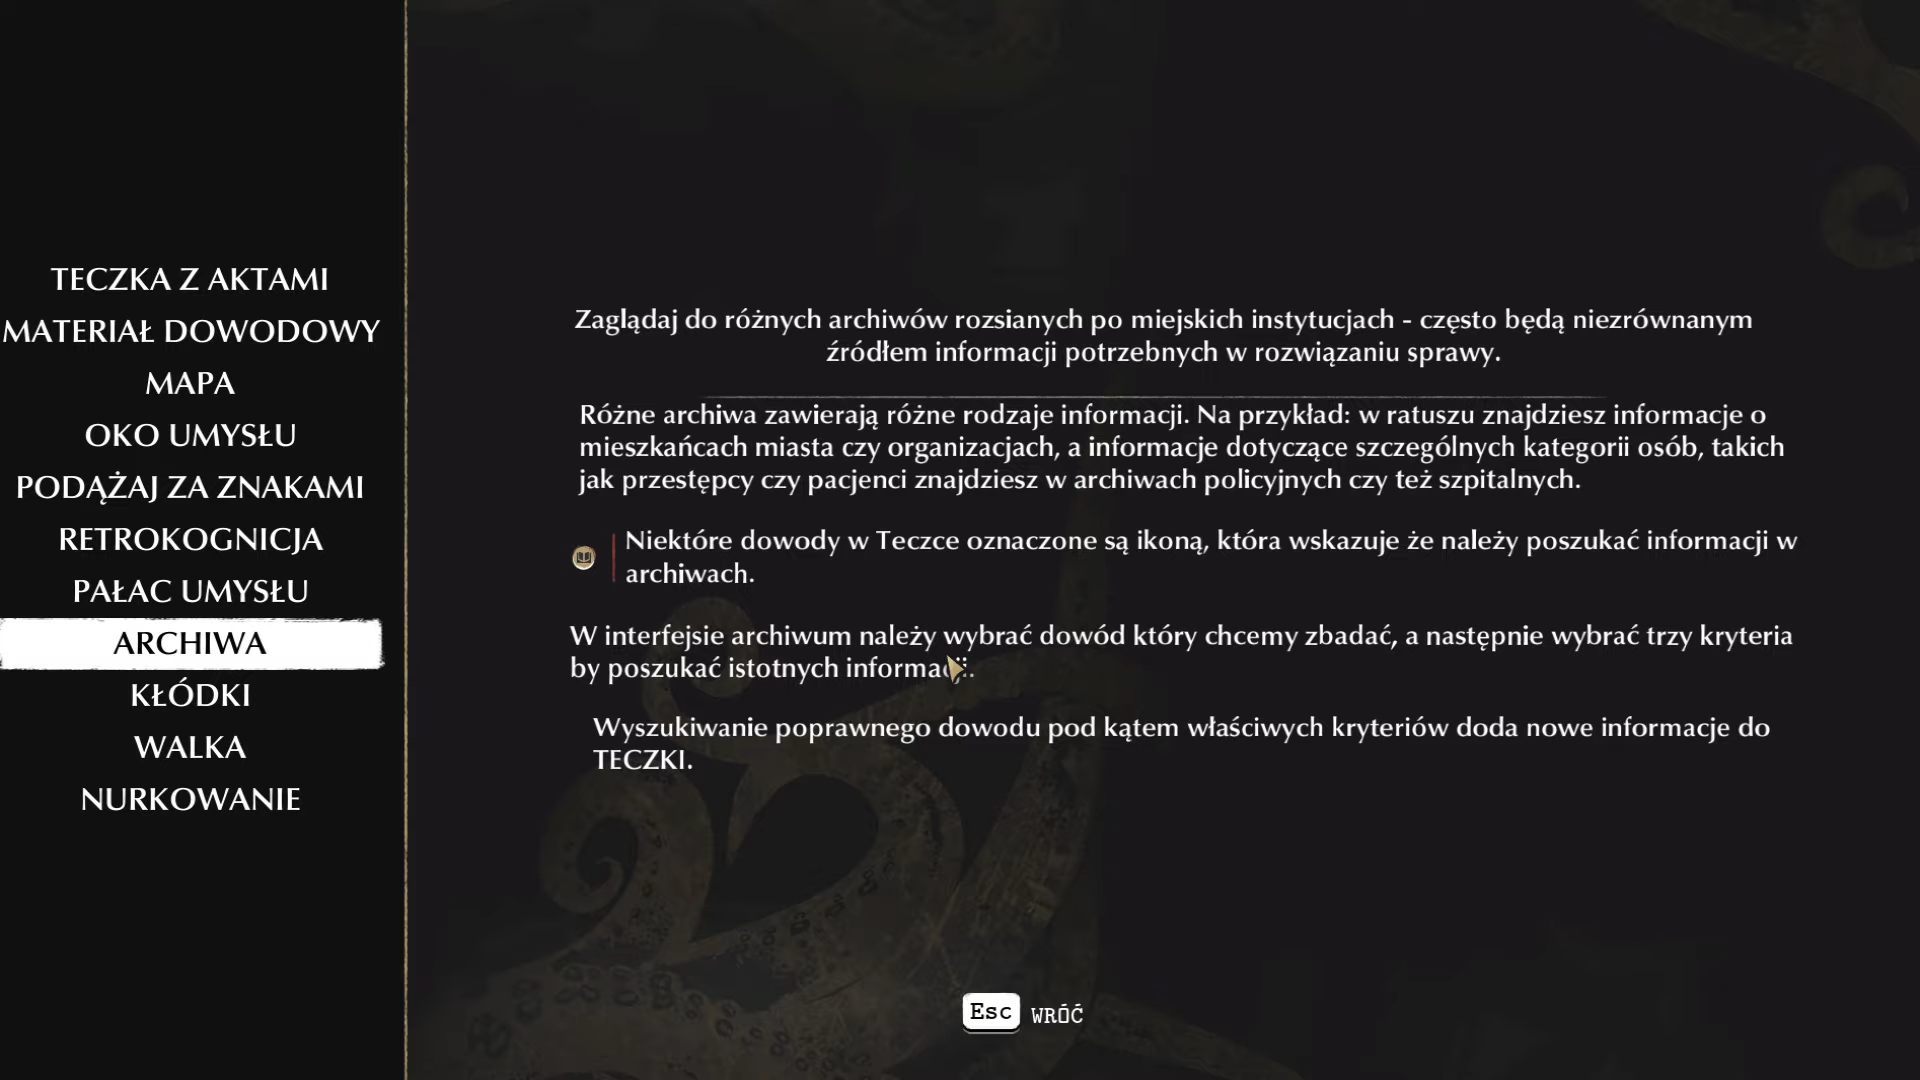 TECZKA Z AKTAMI
MATERIAŁ DOWODOWY
MAPA
OKO UMYSŁU
PODĄŻAJ ZA ZNAKAMI
RETROKOGNICJA
PAŁAC UMYSŁU
ARCHIWA
KŁÓDKI
WALKA
NURKOWANIE
Zaglądaj do różnych archiwów rozsianych po miejskich instytucjach - często będą niezrównanym
źródłem informacji potrzebnych w rozwiązaniu sprawy.
Różne archiwa zawierają różne rodzaje informacji. Na przykład: w ratuszu znajdziesz informacje o
mieszkańcach miasta czy organizacjach, a informacje dotyczące szczególnych kategorii osób, takich
jak przestępcy czy pacjenci znajdziesz w archiwach policyjnych czy też szpitalnych.
Niektóre dowody w Teczce oznaczone są ikoną, która wskazuje że należy poszukać informacji w
archiwach.
W interfejsie archiwum należy wybrać dowód który chcemy zbadać, a następnie wybrać trzy kryteria
by poszukać istotnych informacji.
Wyszukiwanie poprawnego dowodu pod kątem właściwych kryteriów doda nowe informacje do
TECZKI.
Esc WRÓĆ